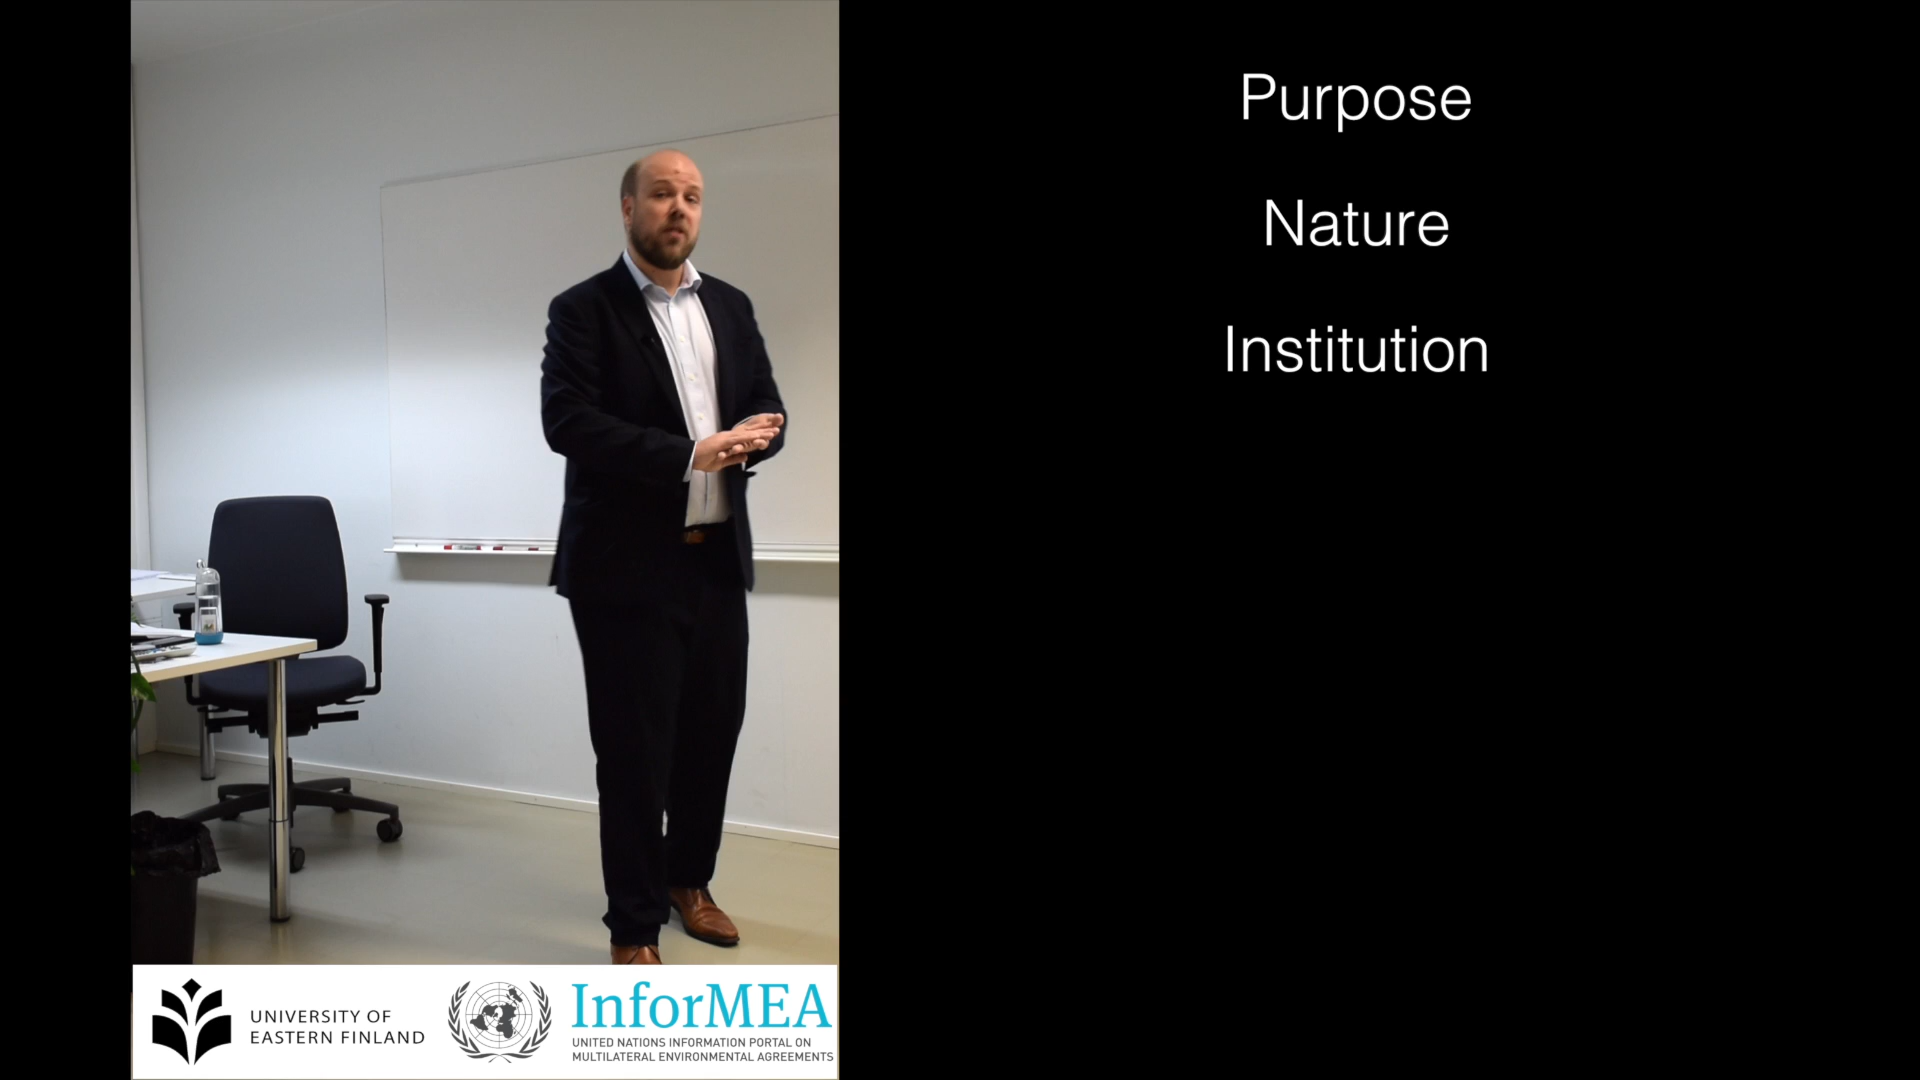 Purpose
Nature
Institution
UNIVERSITY OF
EASTERN FINLAND
InforMEA
UNITED NATIONS INFORMATION PORTAL ON
MULTILATERAL ENVIRONMENTAL AGREEMENTS